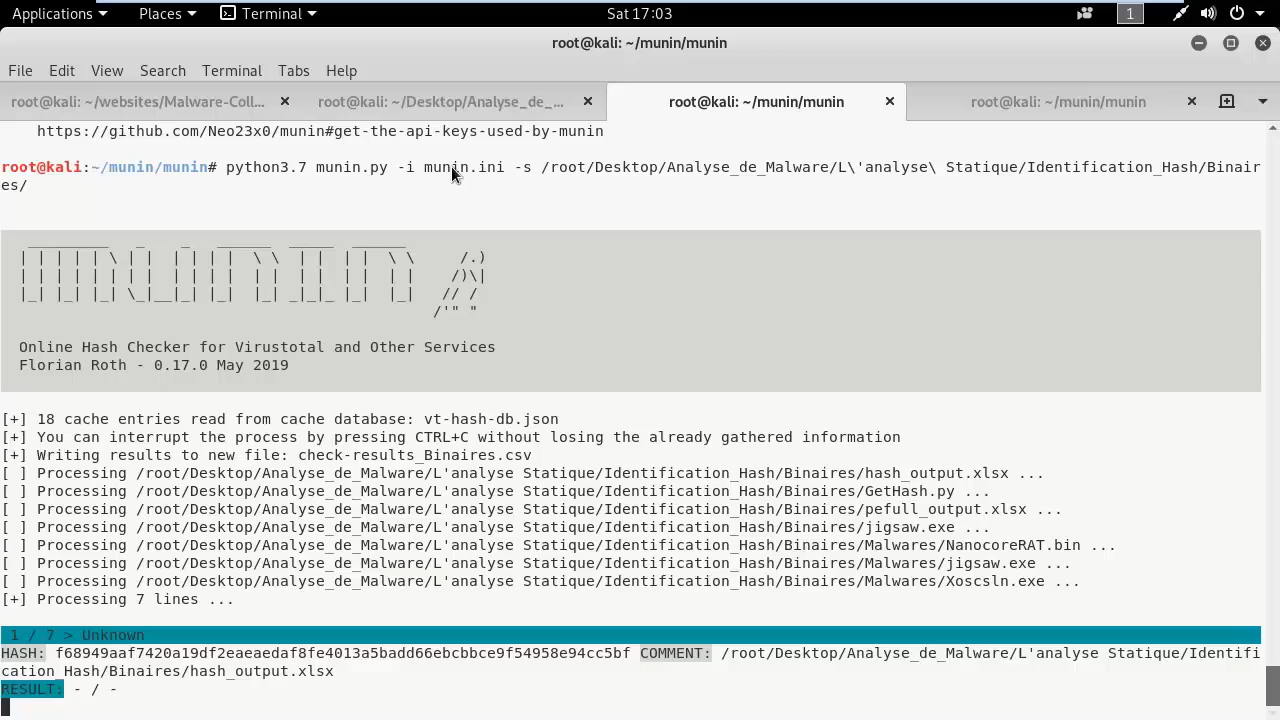 Applications Places Terminal Sat 17:03 1
root@kali: ~/munin/munin
File Edit View Search Terminal Tabs Help
root@kali: ~/websites/Malware-Coll... root@kali: ~/Desktop/Analyse_de_... root@kali: ~/munin/munin root@kali: ~/munin/munin
https://github.com/Neo23x0/munin#get-the-api-keys-used-by-munin
root@kali:~/munin/munin# python3.7 munin.py -i munin.ini -s /root/Desktop/Analyse_de_Malware/L\'analyse\ Statique/Identification_Hash/Binair
es/
Online Hash Checker for Virustotal and Other Services
Florian Roth - 0.17.0 May 2019
[+] 18 cache entries read from cache database: vt-hash-db.json
[+] You can interrupt the process by pressing CTRL+C without losing the already gathered information
[+] Writing results to new file: check-results_Binaires.csv
[ ] Processing /root/Desktop/Analyse_de_Malware/L'analyse Statique/Identification_Hash/Binaires/hash_output.xlsx ...
[ ] Processing /root/Desktop/Analyse_de_Malware/L'analyse Statique/Identification_Hash/Binaires/GetHash.py ...
[ ] Processing /root/Desktop/Analyse_de_Malware/L'analyse Statique/Identification_Hash/Binaires/pefull_output.xlsx ...
[ ] Processing /root/Desktop/Analyse_de_Malware/L'analyse Statique/Identification_Hash/Binaires/jigsaw.exe ...
[ ] Processing /root/Desktop/Analyse_de_Malware/L'analyse Statique/Identification_Hash/Binaires/Malwares/NanocoreRAT.bin ...
[ ] Processing /root/Desktop/Analyse_de_Malware/L'analyse Statique/Identification_Hash/Binaires/Malwares/jigsaw.exe ...
[ ] Processing /root/Desktop/Analyse_de_Malware/L'analyse Statique/Identification_Hash/Binaires/Malwares/Xoscsln.exe ...
[+] Processing 7 lines ...
1 / 7 > Unknown
HASH: f68949aaf7420a19df2eaeaedaf8fe4013a5badd66ebcbbce9f54958e94cc5bf COMMENT: /root/Desktop/Analyse_de_Malware/L'analyse Statique/Identifi
cation_Hash/Binaires/hash_output.xlsx
RESULT: - / -